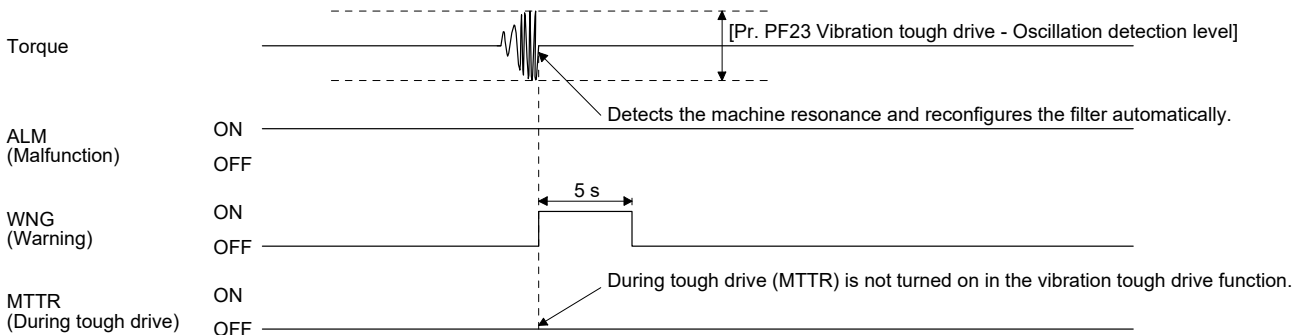 [Pr. PF23 Vibration tough drive - Oscillation detection level]
Torque
Detects the machine resonance and reconfigures the filter automatically.
ALM
(Malfunction)
ON
OFF
5 s
WNG
(Warning)
ON
OFF
During tough drive (MTTR) is not turned on in the vibration tough drive function.
MTTR
(During tough drive)
ON
OFF